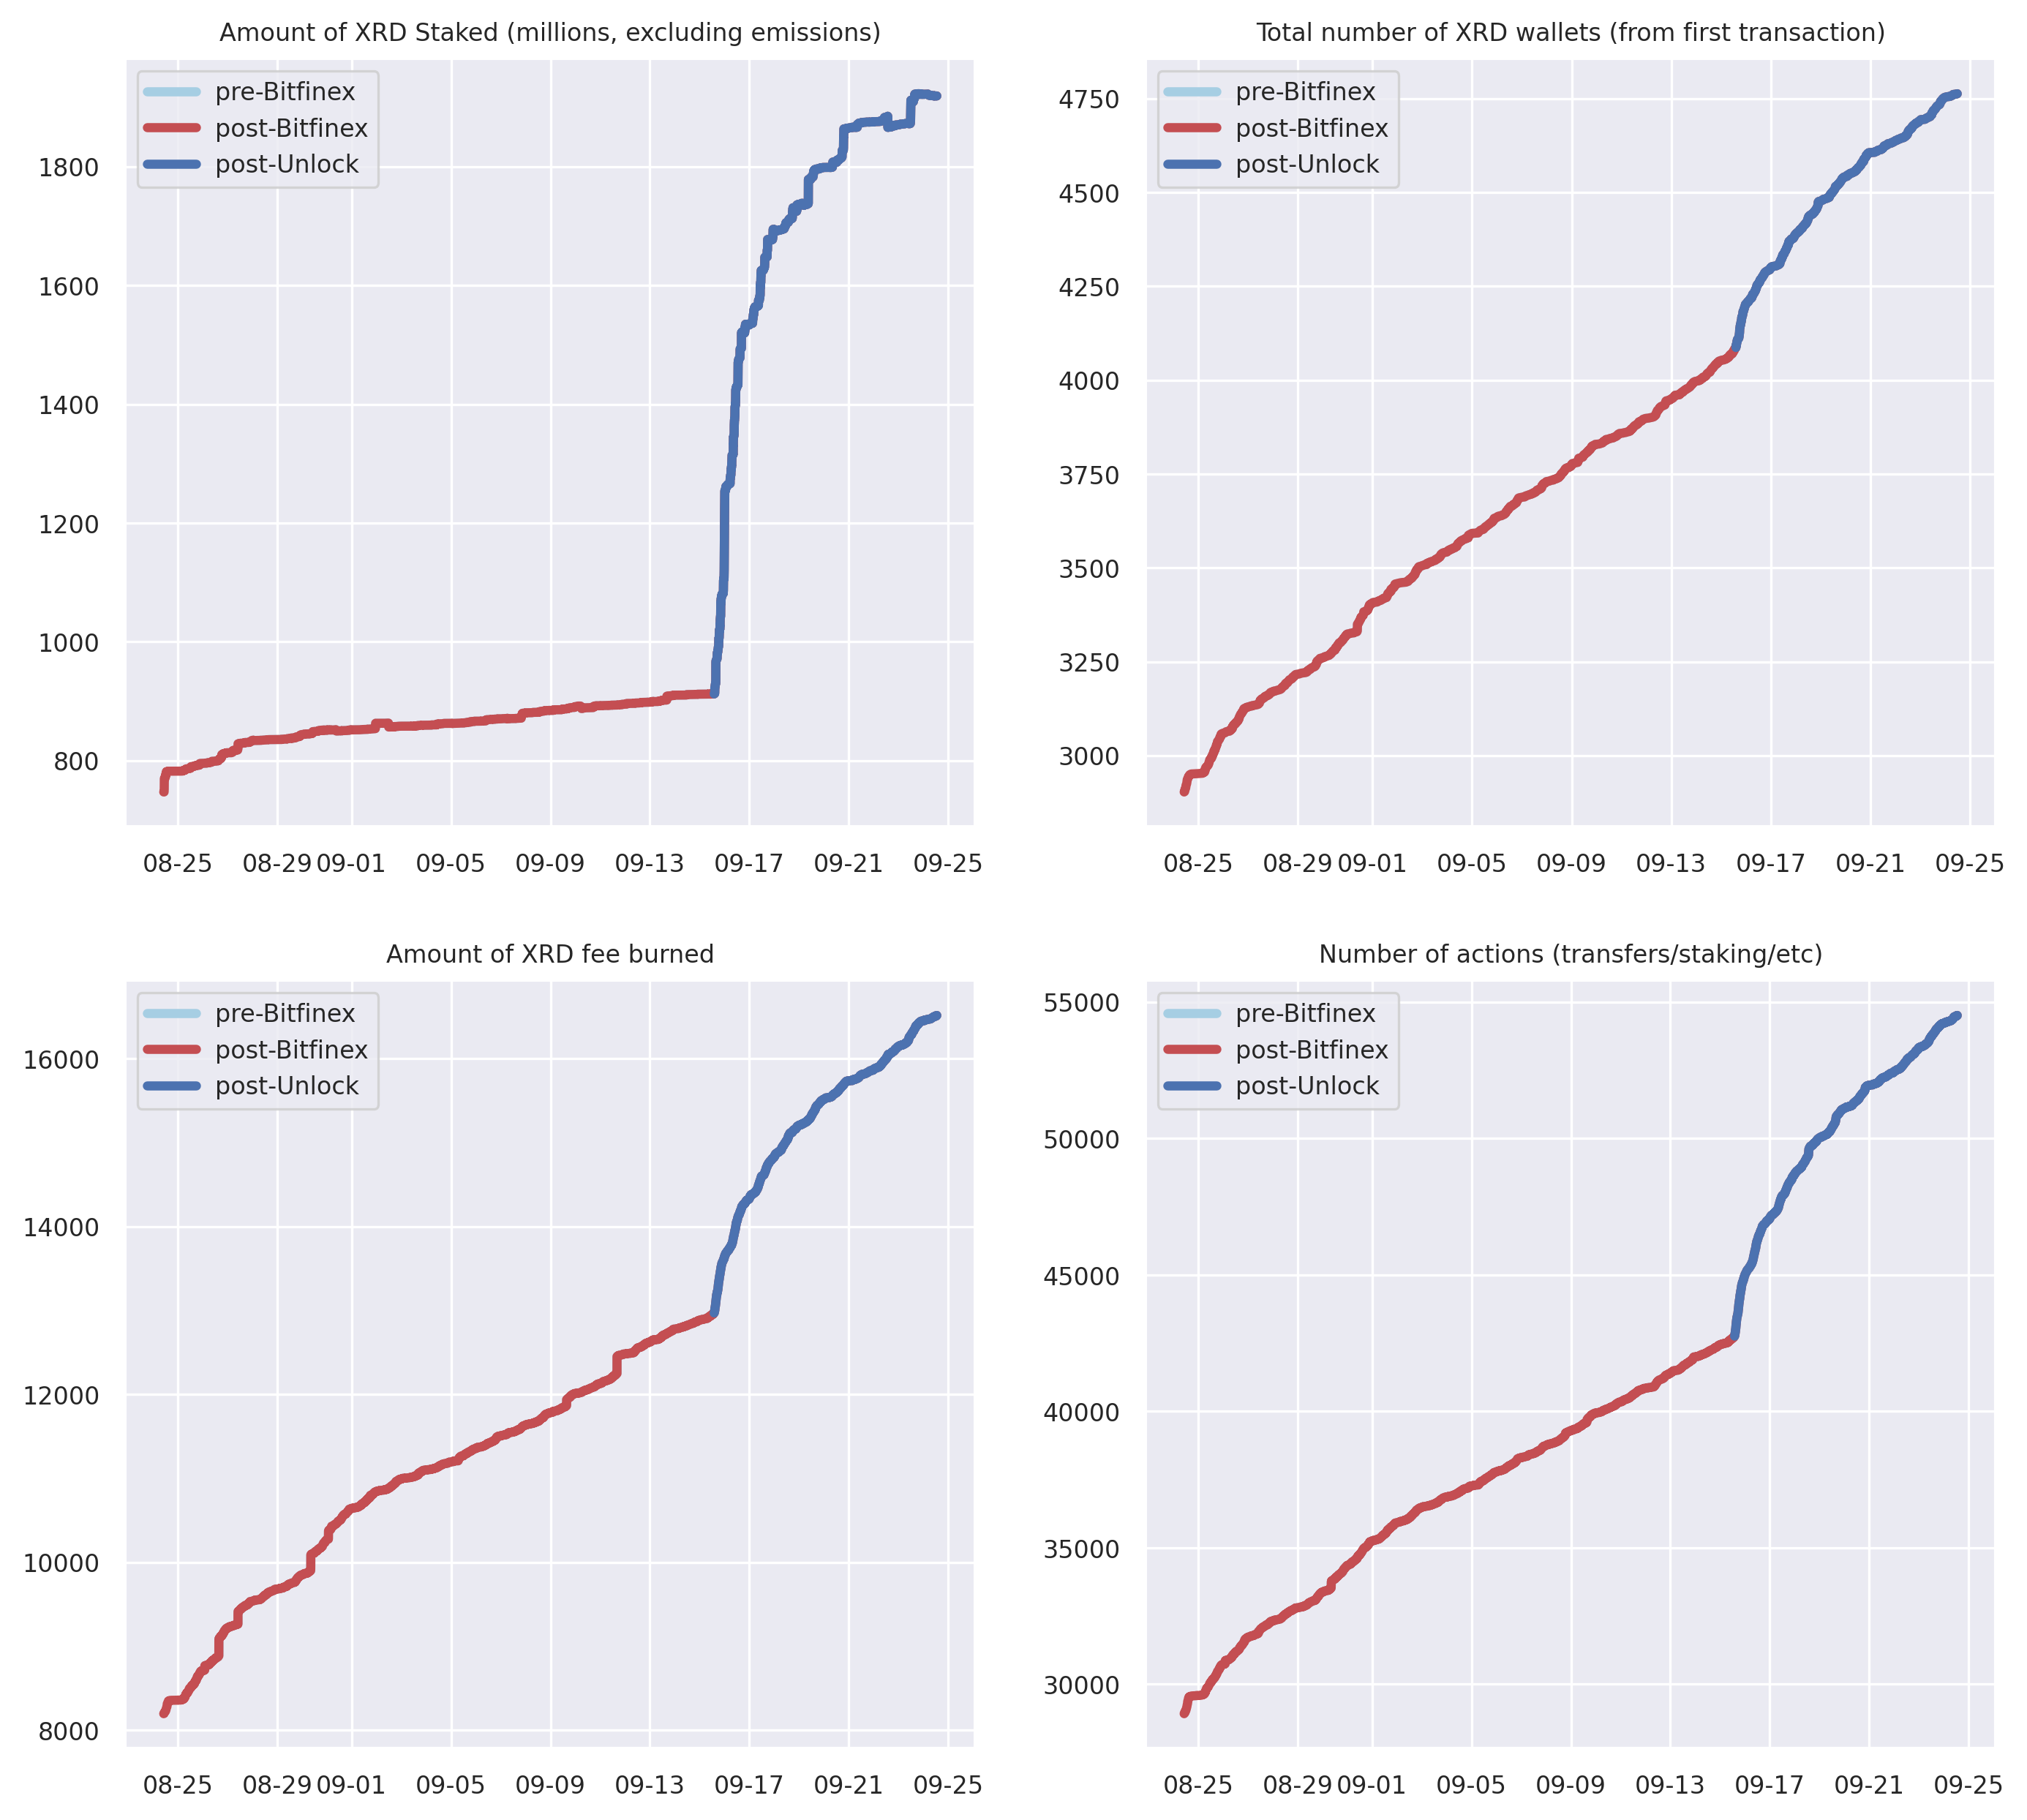 Amount of XRD Staked (millions, excluding emissions)
pre-Bitfinex
post-Bitfinex
post-Unlock
1800
1600
1400
1200
1000
800
08-25 08-29 09-01 09-05 09-09 09-13 09-17 09-21 09-25
Total number of XRD wallets (from first transaction)
pre-Bitfinex
post-Bitfinex
post-Unlock
4750
4500
4250
4000
3750
3500
3250
3000
08-25 08-29 09-01 09-05 09-09 09-13 09-17 09-21 09-25
Amount of XRD fee burned
pre-Bitfinex
post-Bitfinex
post-Unlock
16000
14000
12000
10000
8000
08-25 08-29 09-01 09-05 09-09 09-13 09-17 09-21 09-25
Number of actions (transfers/staking/etc)
pre-Bitfinex
post-Bitfinex
post-Unlock
55000
50000
45000
40000
35000
30000
08-25 08-29 09-01 09-05 09-09 09-13 09-17 09-21 09-25